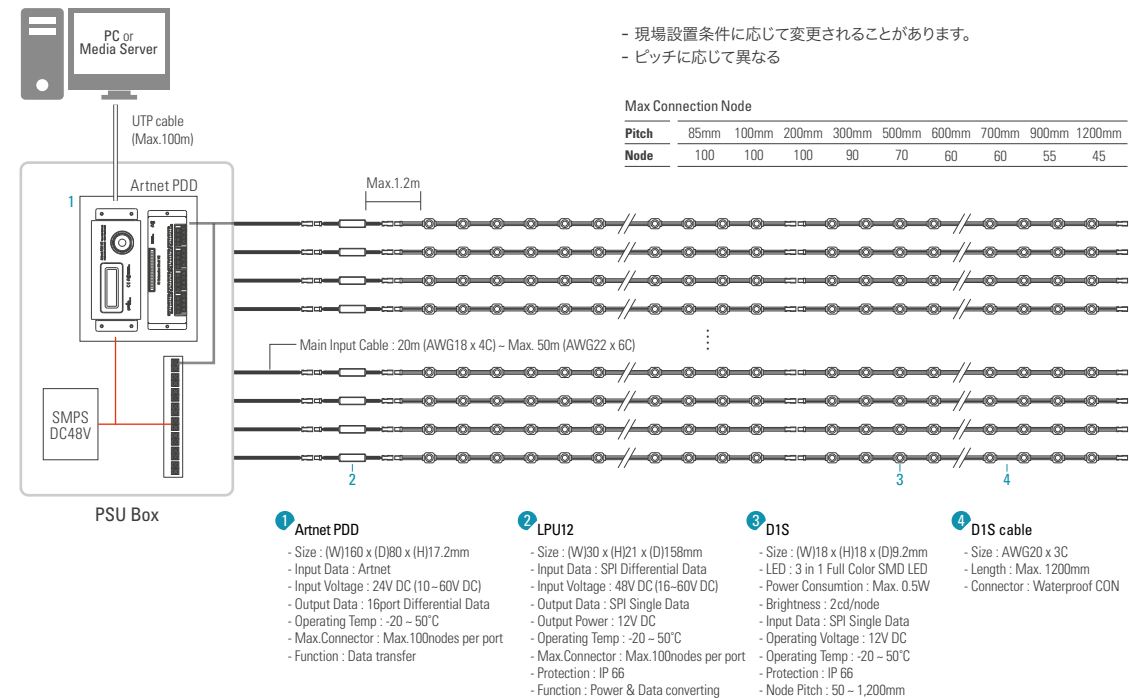 PC or
Media Server
- 現場設置条件に応じて変更されることがあります。
- ピッチに応じて異なる
UTP cable
(Max.100m)
Max Connection Node
Pitch 85mm 100mm 200mm 300mm 500mm 600mm 700mm 900mm 1200mm
Node 100 100 100 90 70 60 60 55 45
Artnet PDD
1
Max.1.2m
Main Input Cable : 20m (AWG18 x 4C) ~ Max. 50m (AWG22 x 6C)
SMPS
DC48V
2
3
4
PSU Box
1 Artnet PDD
- Size : (W)160 x (D)80 x (H)17.2mm
- Input Data : Artnet
- Input Voltage : 24V DC (10~60V DC)
- Output Data : 16port Differential Data
- Operating Temp : -20 ~ 50˚C
- Max.Connector : Max.100nodes per port
- Function : Data transfer
2 LPU12
- Size : (W)30 x (H)21 x (D)158mm
- Input Data : SPI Differential Data
- Input Voltage : 48V DC (16~60V DC)
- Output Data : SPI Single Data
- Output Power : 12V DC
- Operating Temp : -20 ~ 50˚C
- Max.Connector : Max.100nodes per port
- Protection : IP 66
- Function : Power & Data converting
3 D1S
- Size : (W)18 x (H)18 x (D)9.2mm
- LED : 3 in 1 Full Color SMD LED
- Power Consumtion : Max. 0.5W
- Brightness : 2cd/node
- Input Data : SPI Single Data
- Operating Voltage : 12V DC
- Operating Temp : -20 ~ 50˚C
- Protection : IP 66
- Node Pitch : 50 ~ 1,200mm
4 D1S cable
- Size : AWG20 x 3C
- Length : Max. 1200mm
- Connector : Waterproof CON